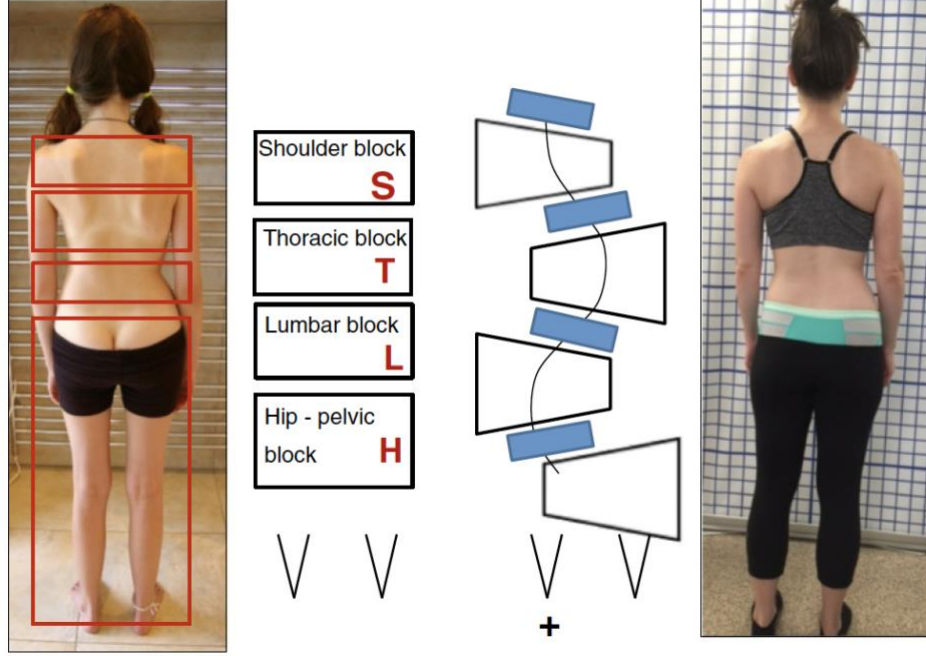 Shoulder block
S
Thoracic block
T
Lumbar block
L
Hip - pelvic
block H
+